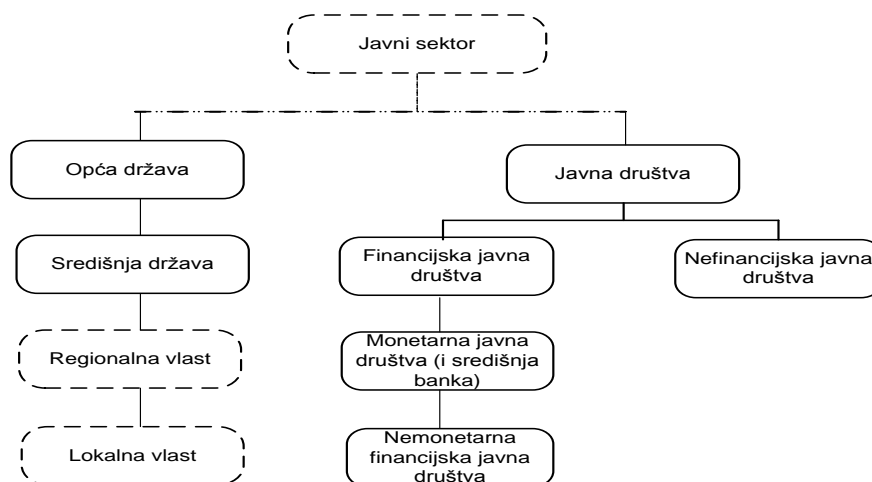 Javni sektor
Opća država
Javna društva
Središnja država
Financijska javna
društva
Nefinancijska javna
društva
Regionalna vlast
Monetarna javna
društva (i središnja
banka)
Lokalna vlast
Nemonetarna
financijska javna
društva